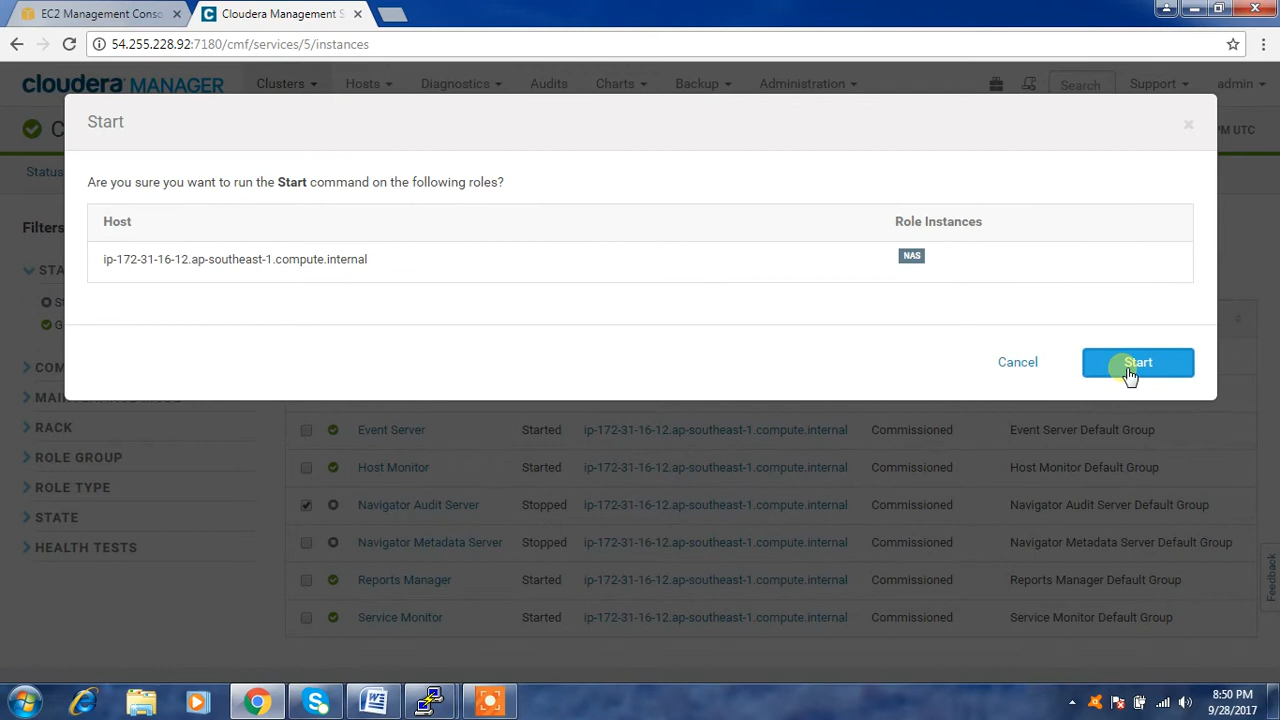 EC2 Management Conso
Cloudera Management S
54.255.228.92:7180/cmf/services/5/instances
cloudera MANAGER Clusters Hosts Diagnostics Audits Charts Backup Administration Search Support admin
Start
C
PM UTC
Status
Are you sure you want to run the Start command on the following roles?
Filters
Host Role Instances
ip-172-31-16-12.ap-southeast-1.compute.internal NAS
STA
S
G
COM
Cancel Start
RACK
Event Server Started ip-172-31-16-12.ap-southeast-1.compute.internal Commissioned Event Server Default Group
ROLE GROUP
Host Monitor Started ip-172-31-16-12.ap-southeast-1.compute.internal Commissioned Host Monitor Default Group
ROLE TYPE
Navigator Audit Server Stopped ip-172-31-16-12.ap-southeast-1.compute.internal Commissioned Navigator Audit Server Default Group
STATE
Navigator Metadata Server Stopped ip-172-31-16-12.ap-southeast-1.compute.internal Commissioned Navigator Metadata Server Default Group
HEALTH TESTS
Reports Manager Started ip-172-31-16-12.ap-southeast-1.compute.internal Commissioned Reports Manager Default Group
Service Monitor Started ip-172-31-16-12.ap-southeast-1.compute.internal Commissioned Service Monitor Default Group
Feedback
8:50 PM
9/28/2017